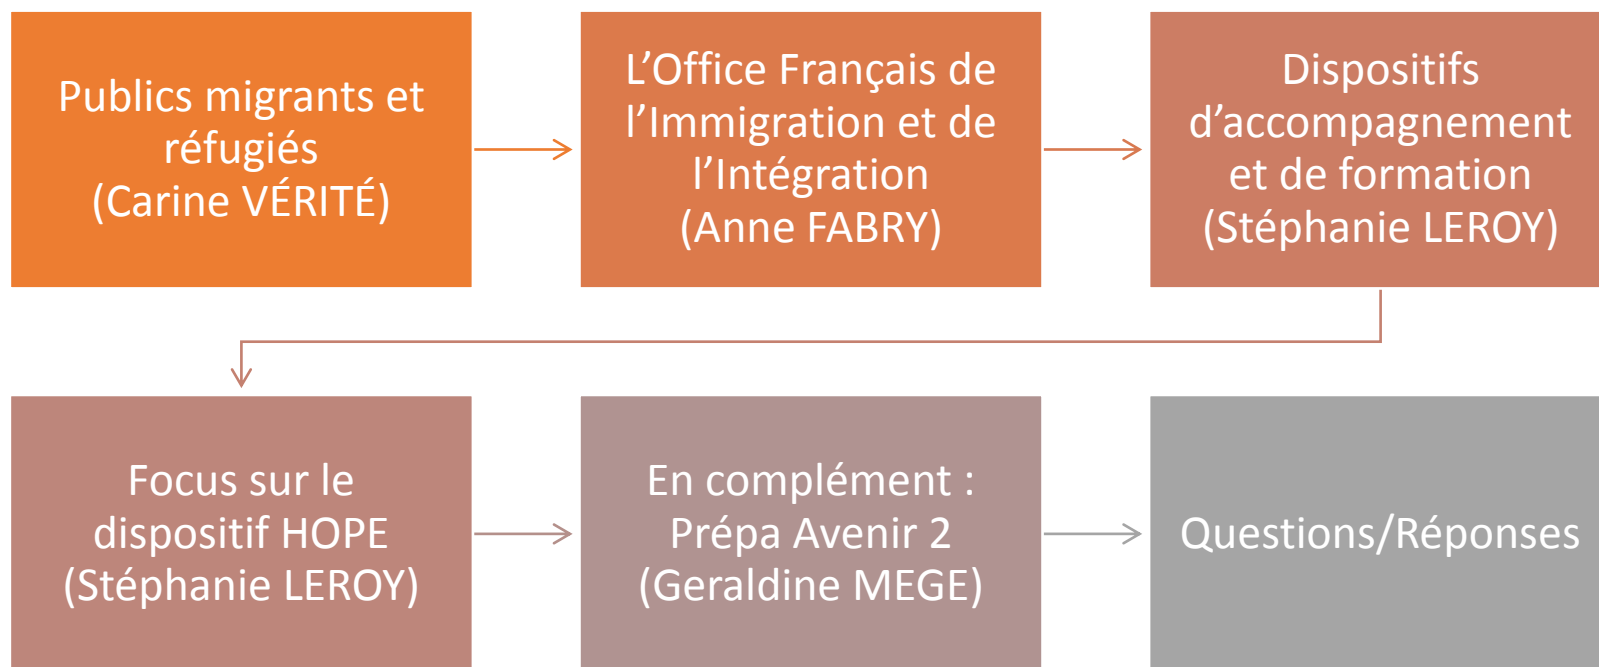 Publics migrants et
réfugiés
(Carine VÉRITÉ)
L’Office Français de
l’Immigration et de
l’Intégration
(Anne FABRY)
Dispositifs
d’accompagnement
et de formation
(Stéphanie LEROY)
Focus sur le
dispositif HOPE
(Stéphanie LEROY)
En complément :
Prépa Avenir 2
(Geraldine MEGE)
Questions/Réponses